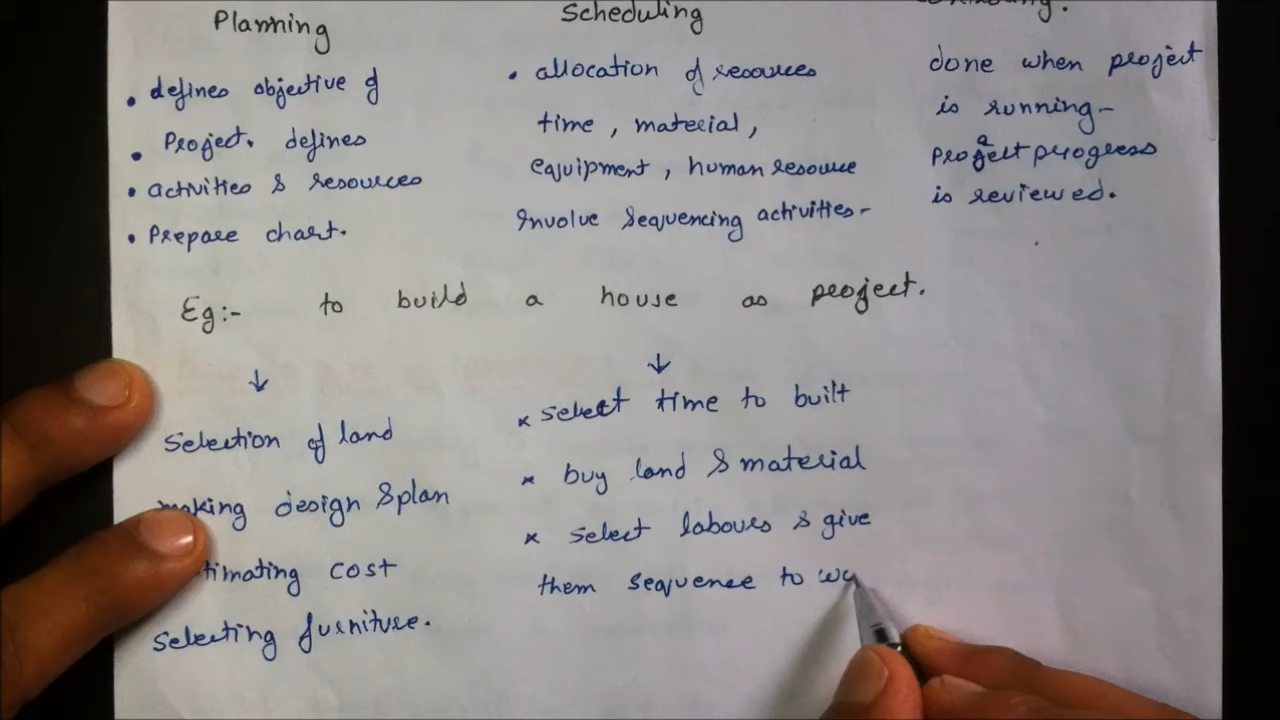 Planning
• defines objective of
• Project. defines
• activities & resources
• Prepare chart.
Scheduling
• allocation of resources
time, material,
equipment, human resource
Involve Sequencing activities-
done when project
is running-
Project progress
is reviewed.
Eg:- to build a house as project.
↓
Selection of land
making design & plan
cost
Selecting furniture.
↓
× select time to built
× buy land & material
× select labours & give
them sequence to